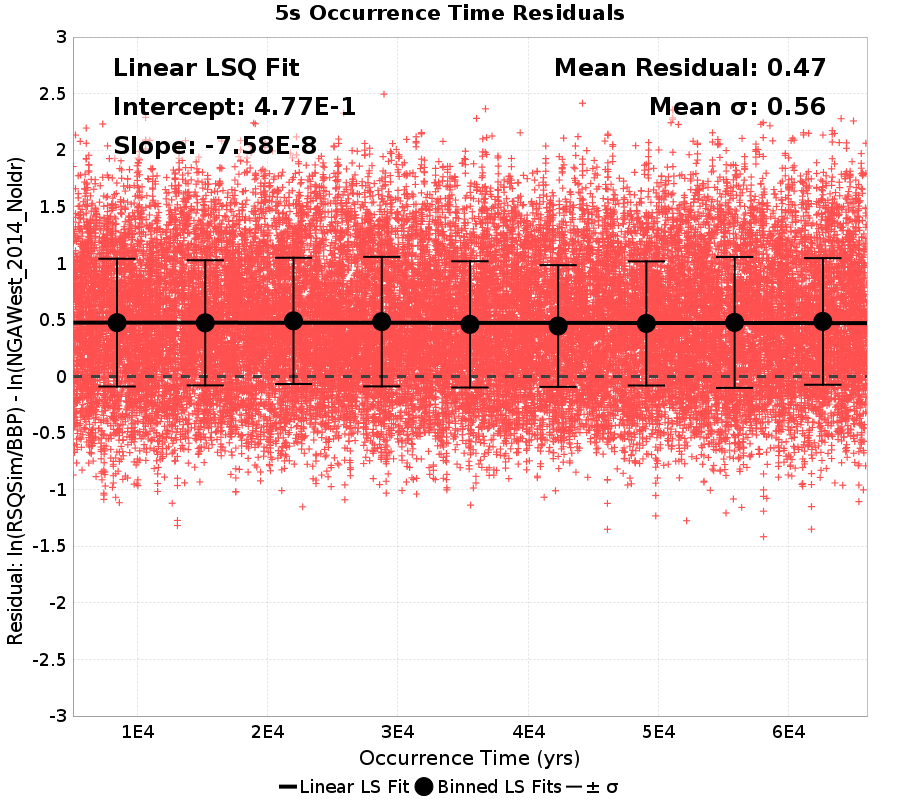 5s Occurrence Time Residuals
Linear LSQ Fit
Intercept: 4.77E-1
Slope: -7.58E-8
Mean Residual: 0.47
Mean σ: 0.56
Residual: ln(RSQSim/BBP) - ln(NGAWest_2014_NoIdr)
3
2.5
2
1.5
1
0.5
0
-0.5
-1
-1.5
-2
-2.5
-3
1E4 2E4 3E4 4E4 5E4 6E4
Occurrence Time (yrs)
Linear LS Fit Binned LS Fits ± σ